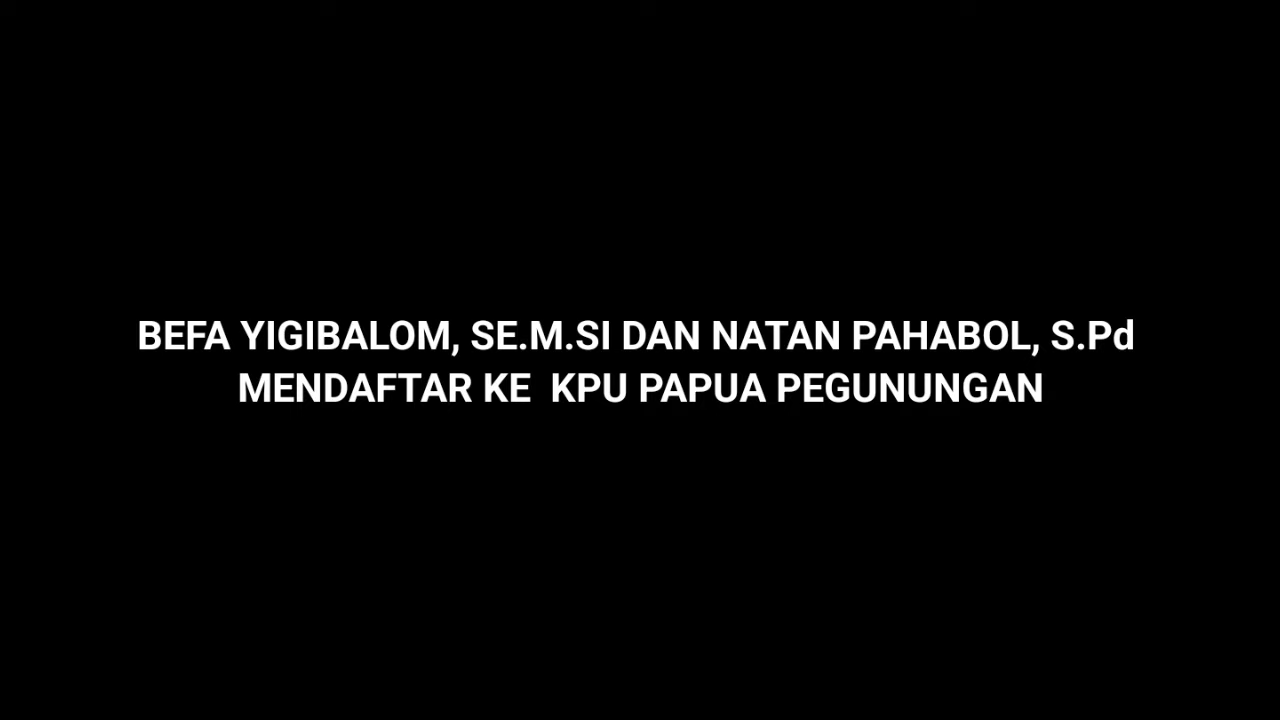 BEFA YIGIBALOM, SE.M.SI DAN NATAN PAHABOL, S.Pd
MENDAFTAR KE  KPU PAPUA PEGUNUNGAN